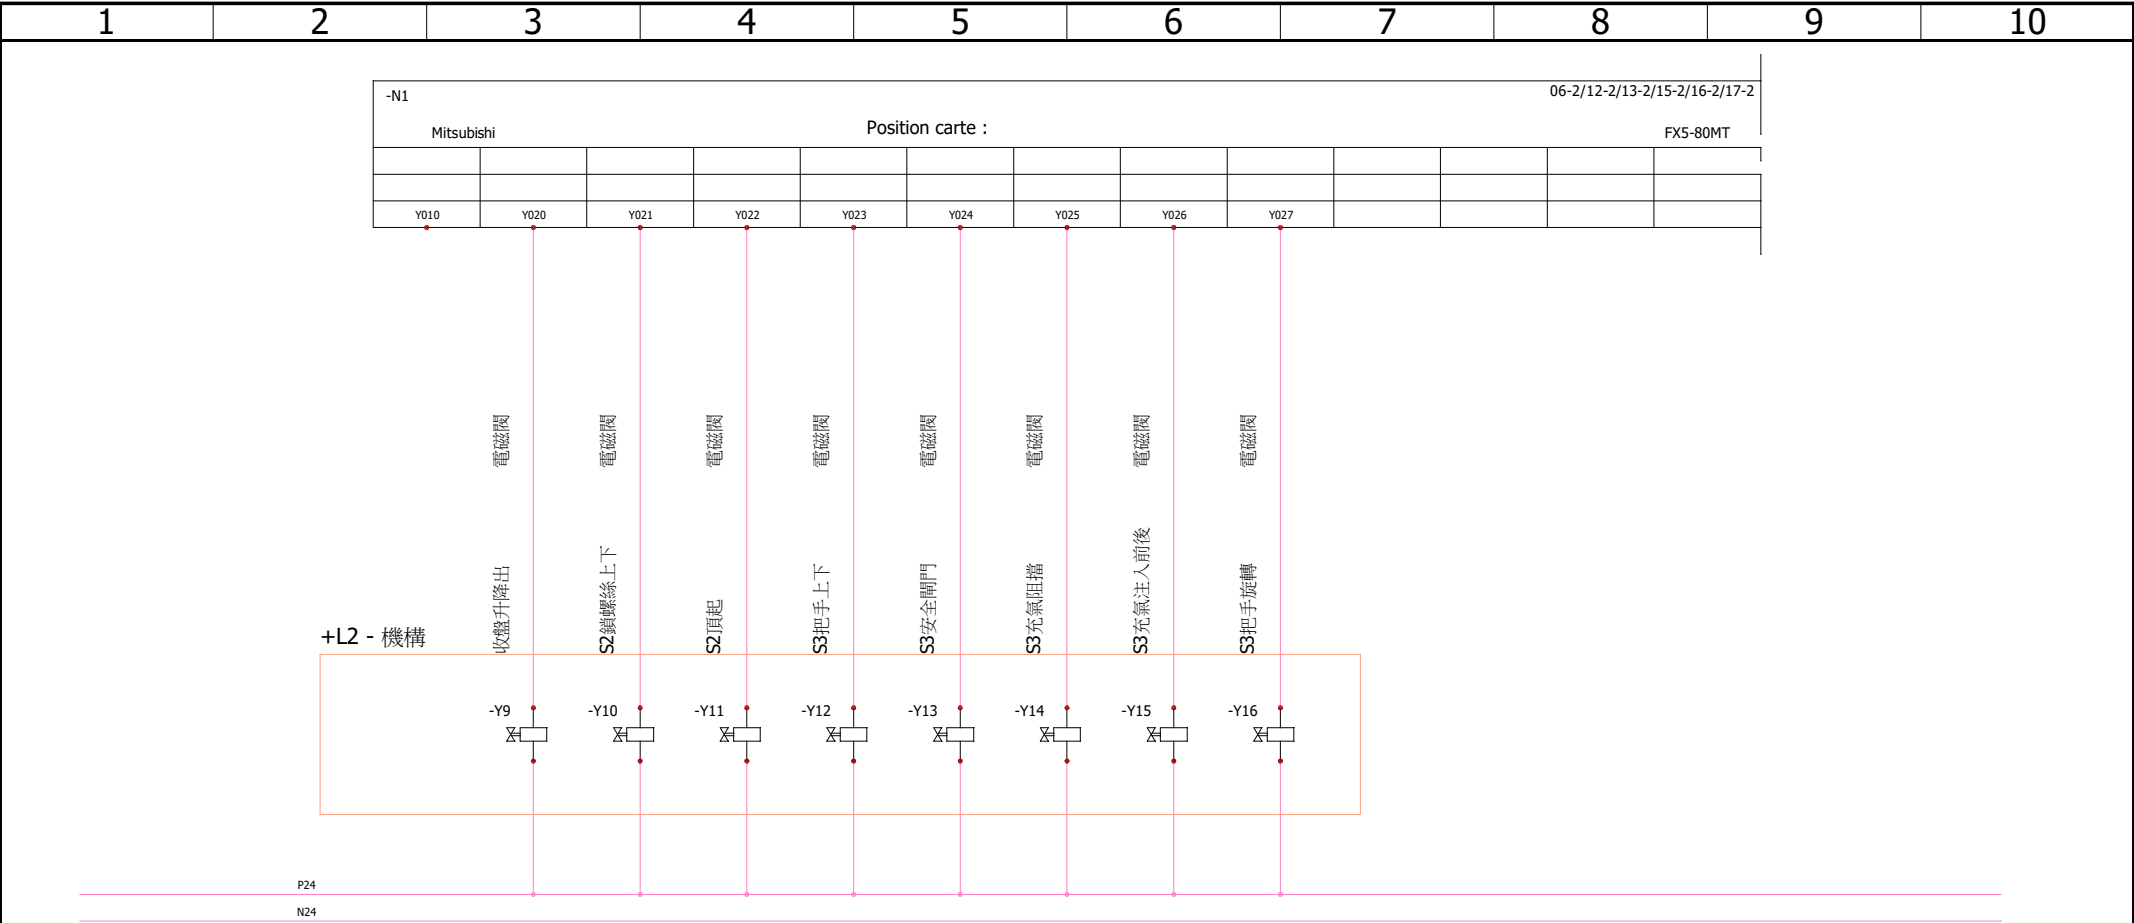 1 2 3 4 5 6 7 8 9 10
-N1 06-2/12-2/13-2/15-2/16-2/17-2
Mitsubishi Position carte : FX5-80MT
Y010 Y020 Y021 Y022 Y023 Y024 Y025 Y026 Y027
電磁閥 電磁閥 電磁閥 電磁閥 電磁閥 電磁閥 電磁閥 電磁閥
收盤升降出
S2鎖螺絲上下
S2頂起
S3把手上下
S3安全閘門
S3充氣阻擋
S3充氣注入前後
S3把手旋轉
+L2 - 機構
-Y9 -Y10 -Y11 -Y12 -Y13 -Y14 -Y15 -Y16
P24
N24